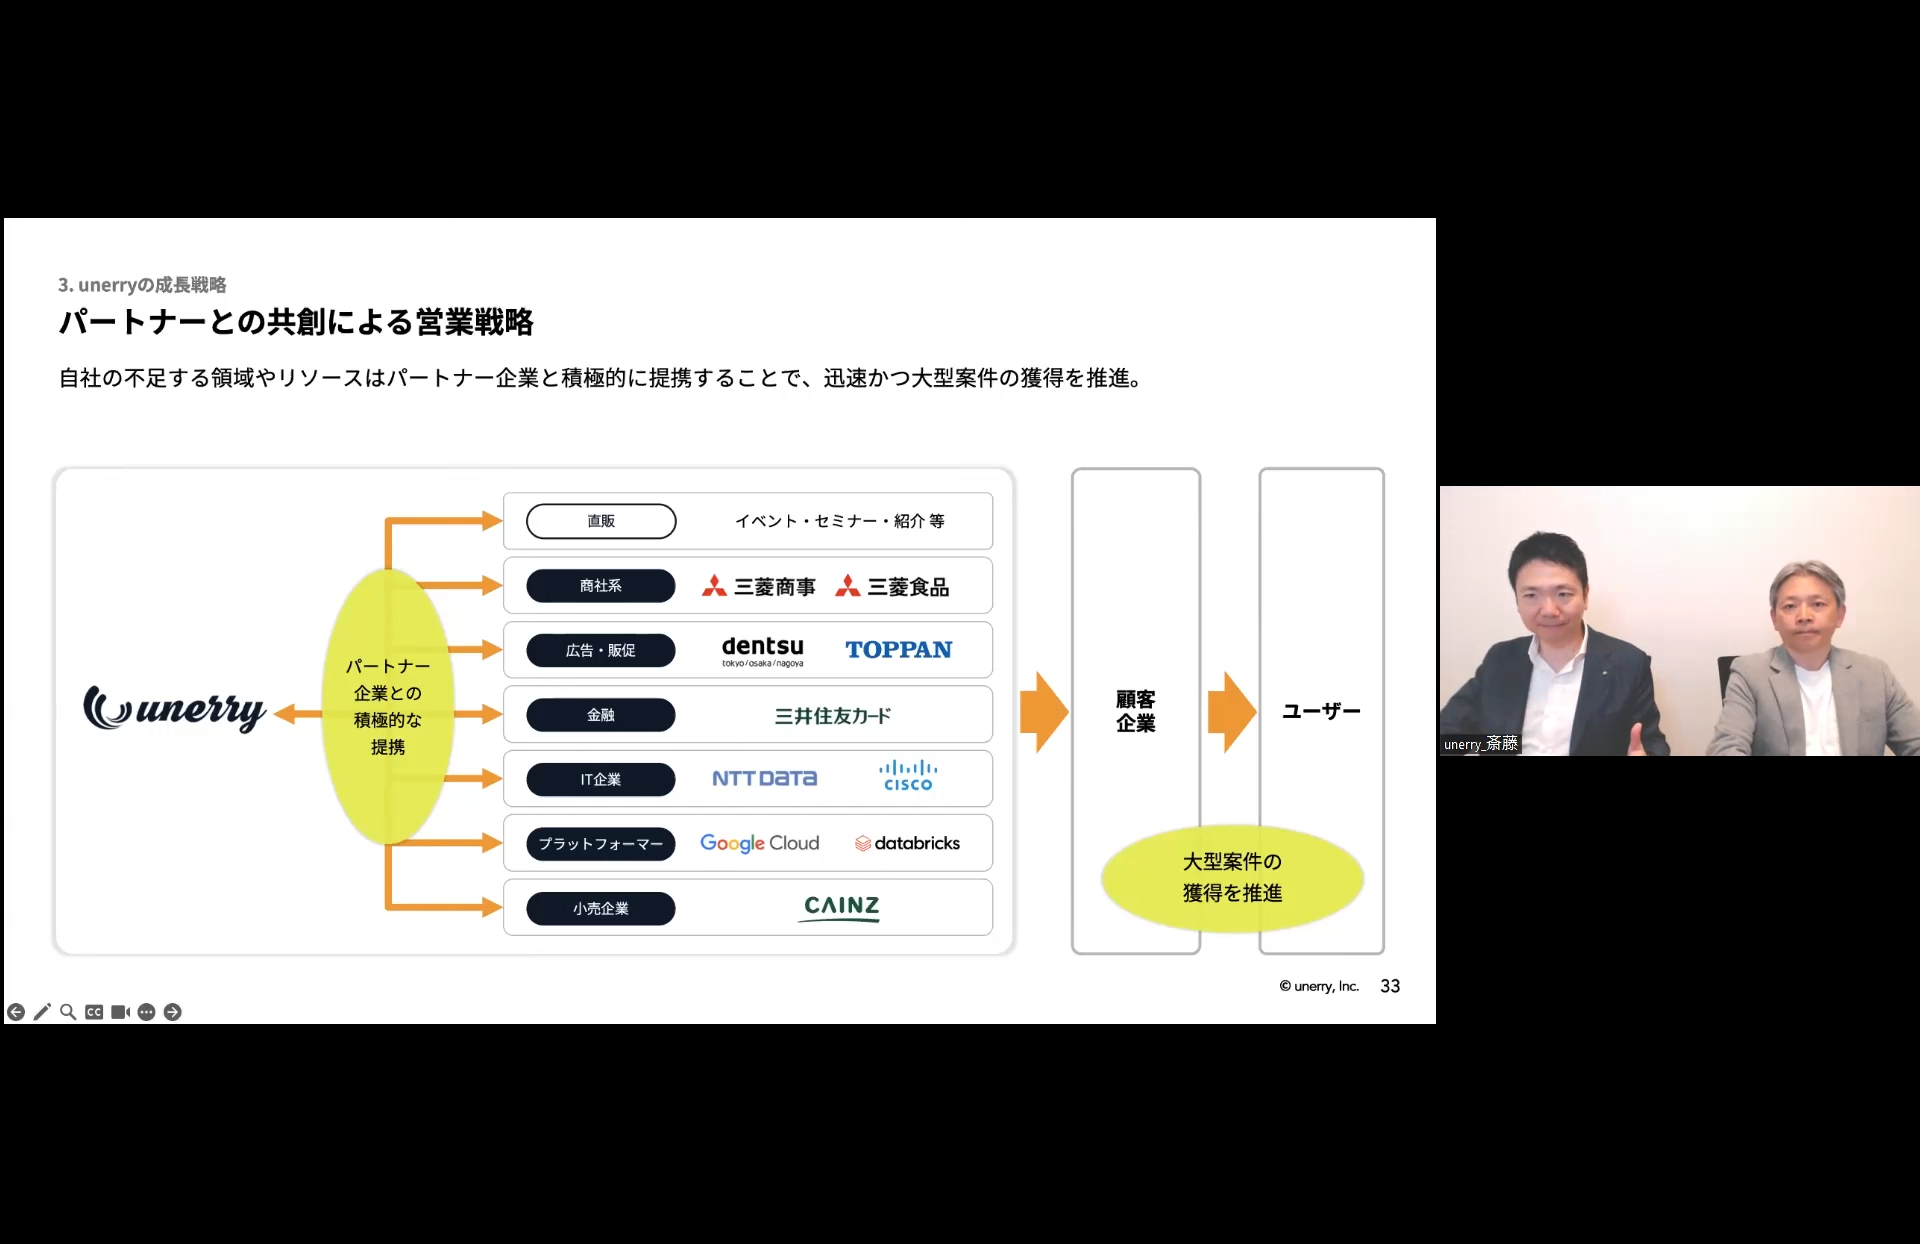 3. unerryの成長戦略
パートナーとの共創による営業戦略
自社の不足する領域やリソースはパートナー企業と積極的に提携することで、迅速かつ大型案件の獲得を推進。
unerry
パートナー
企業との
積極的な
提携
直販
イベント・セミナー・紹介 等
商社系
三菱商事
三菱食品
広告・販促
dentsu
tokyo/osaka/nagoya
TOPPAN
金融
三井住友カード
IT企業
NTT DATA
CISCO
プラットフォーマー
Google Cloud
databricks
小売企業
CAINZ
顧客
企業
ユーザー
大型案件の
獲得を推進
© unerry, Inc.
33
CC
unerry_斎藤